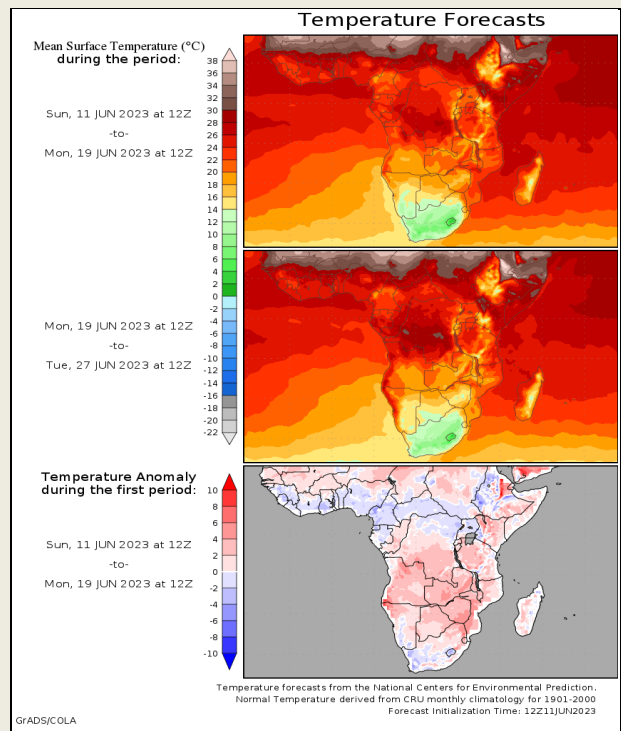 Temperature Forecasts
Mean Surface Temperature (°C)
during the period:
Sun, 11 JUN 2023 at 12Z
-to-
Mon, 19 JUN 2023 at 12Z
38
36
34
32
30
28
26
24
22
20
18
16
14
12
10
8
6
4
2
0
-2
-4
-6
-8
-10
-12
-14
-16
-18
-20
-22
Mon, 19 JUN 2023 at 12Z
-to-
Tue, 27 JUN 2023 at 12Z
Temperature Anomaly
during the first period:
Sun, 11 JUN 2023 at 12Z
-to-
Mon, 19 JUN 2023 at 12Z
10
8
6
4
2
0
-2
-4
-6
-8
-10
Temperature forecasts from the National Centers for Environmental Prediction.
Normal Temperature derived from CRU monthly climatology for 1901-2000
Forecast Initialization Time: 12Z11JUN2023
GrADS/COLA